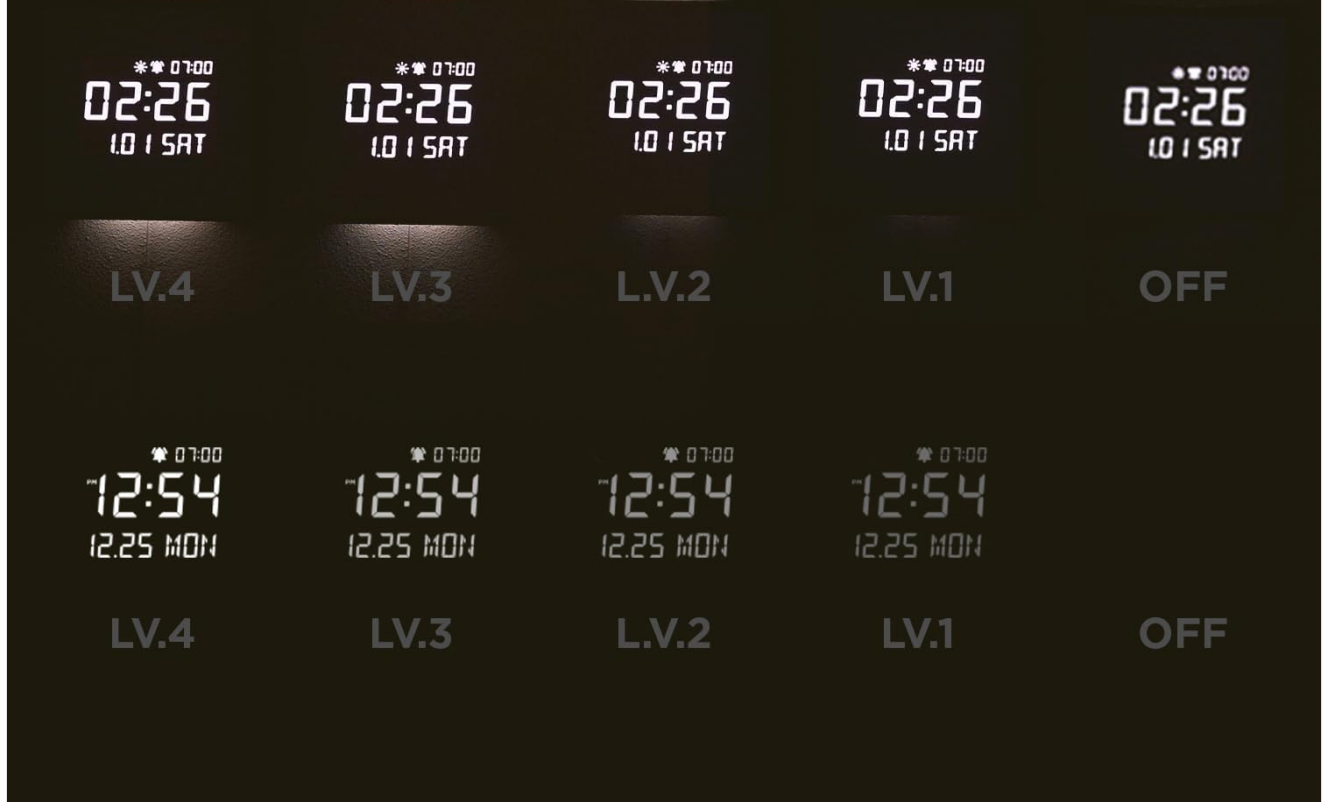 07:00 07:00 07:00 07:00 07:00
02:26 02:26 02:26 02:26 02:26
1.01 SAT 1.01 SAT 1.01 SAT 1.01 SAT 1.01 SAT
LV.4 LV.3 L.V.2 LV.1 OFF
07:00 07:00 07:00 07:00
PM 12:54 PM 12:54 PM 12:54 PM 12:54
12.25 MON 12.25 MON 12.25 MON 12.25 MON
LV.4 LV.3 L.V.2 LV.1 OFF